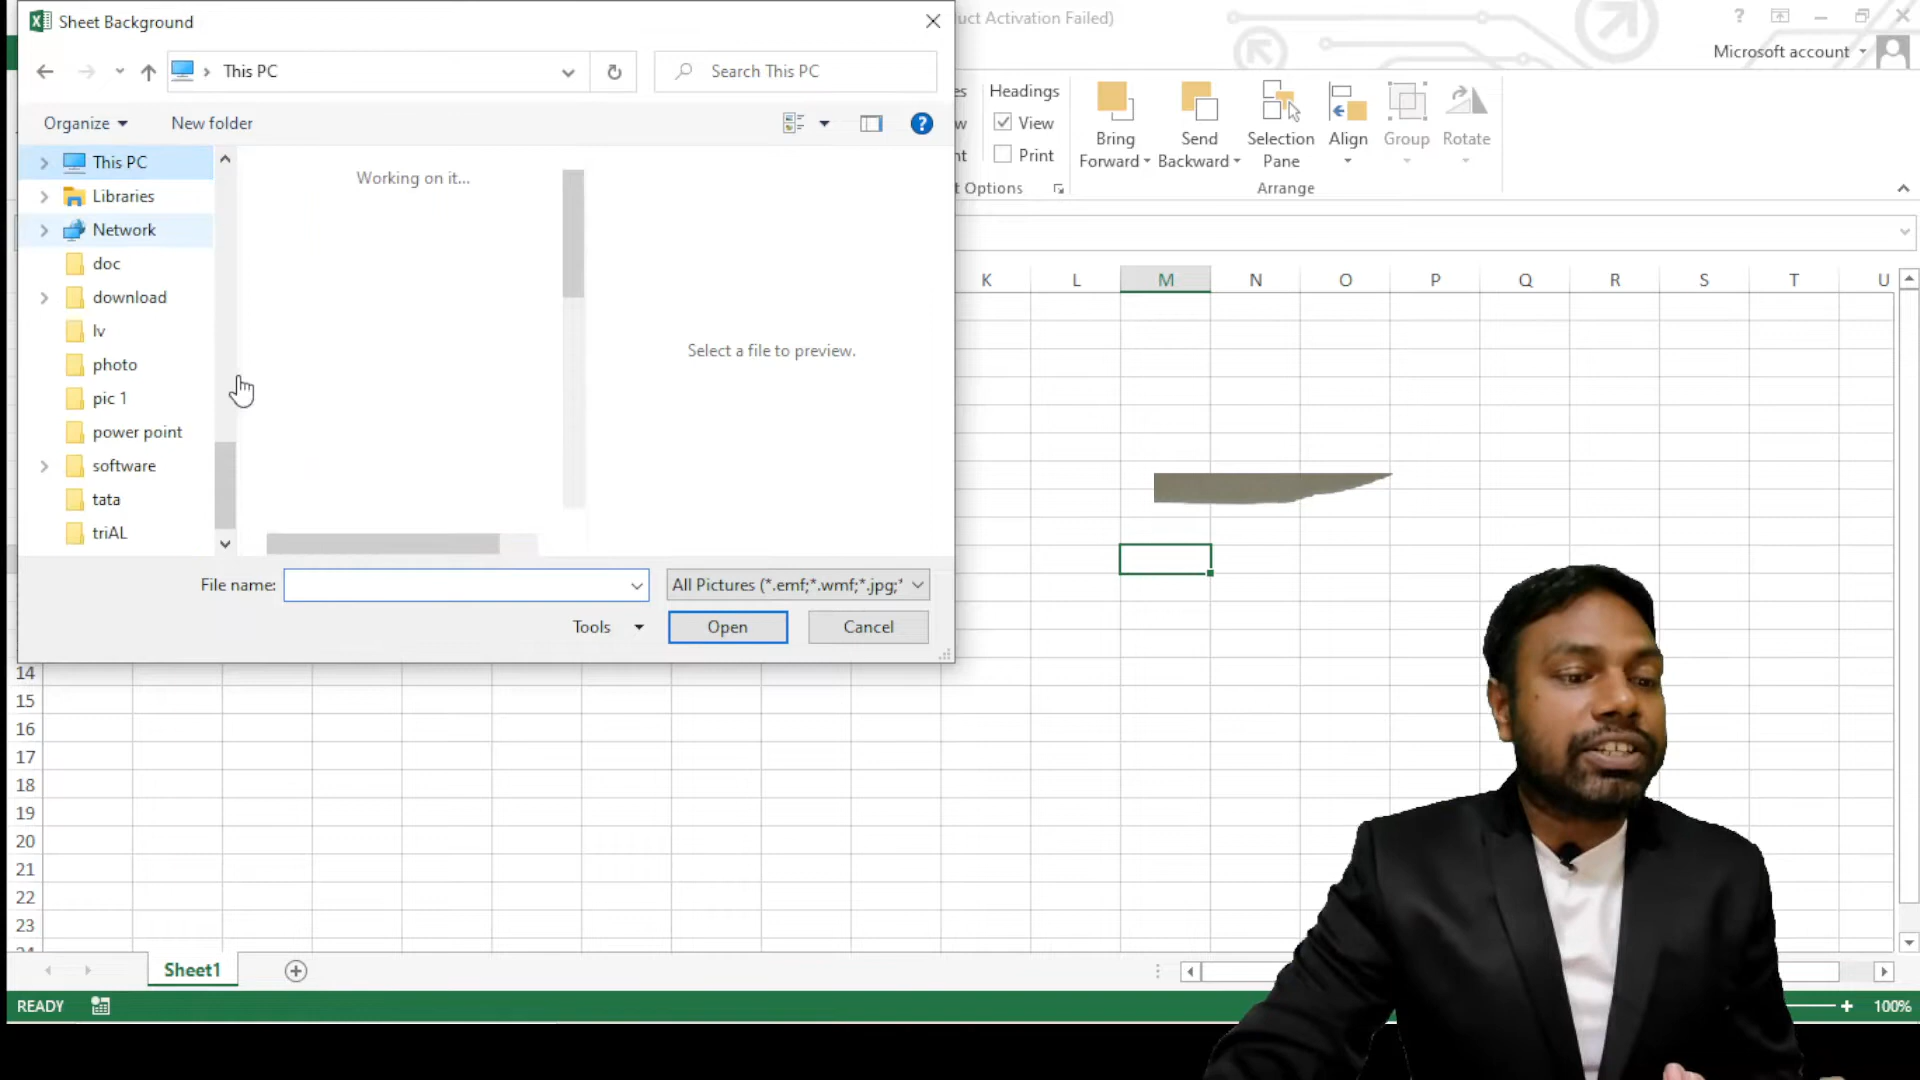 Sheet Background
uct Activation Failed)
Microsoft account
This PC
Search This PC
Organize
New folder
Headings
View
Print
Bring Forward
Send Backward
Selection Pane
Align
Group
Rotate
t Options
Arrange
This PC
Libraries
Network
doc
download
lv
photo
pic 1
power point
software
tata
triAL
Working on it...
Select a file to preview.
File name:
All Pictures (*.emf;*.wmf;*.jpg;*
Tools
Open
Cancel
K L M N O P Q R S T U
14
15
16
17
18
19
20
21
22
23
Sheet1
READY
100%